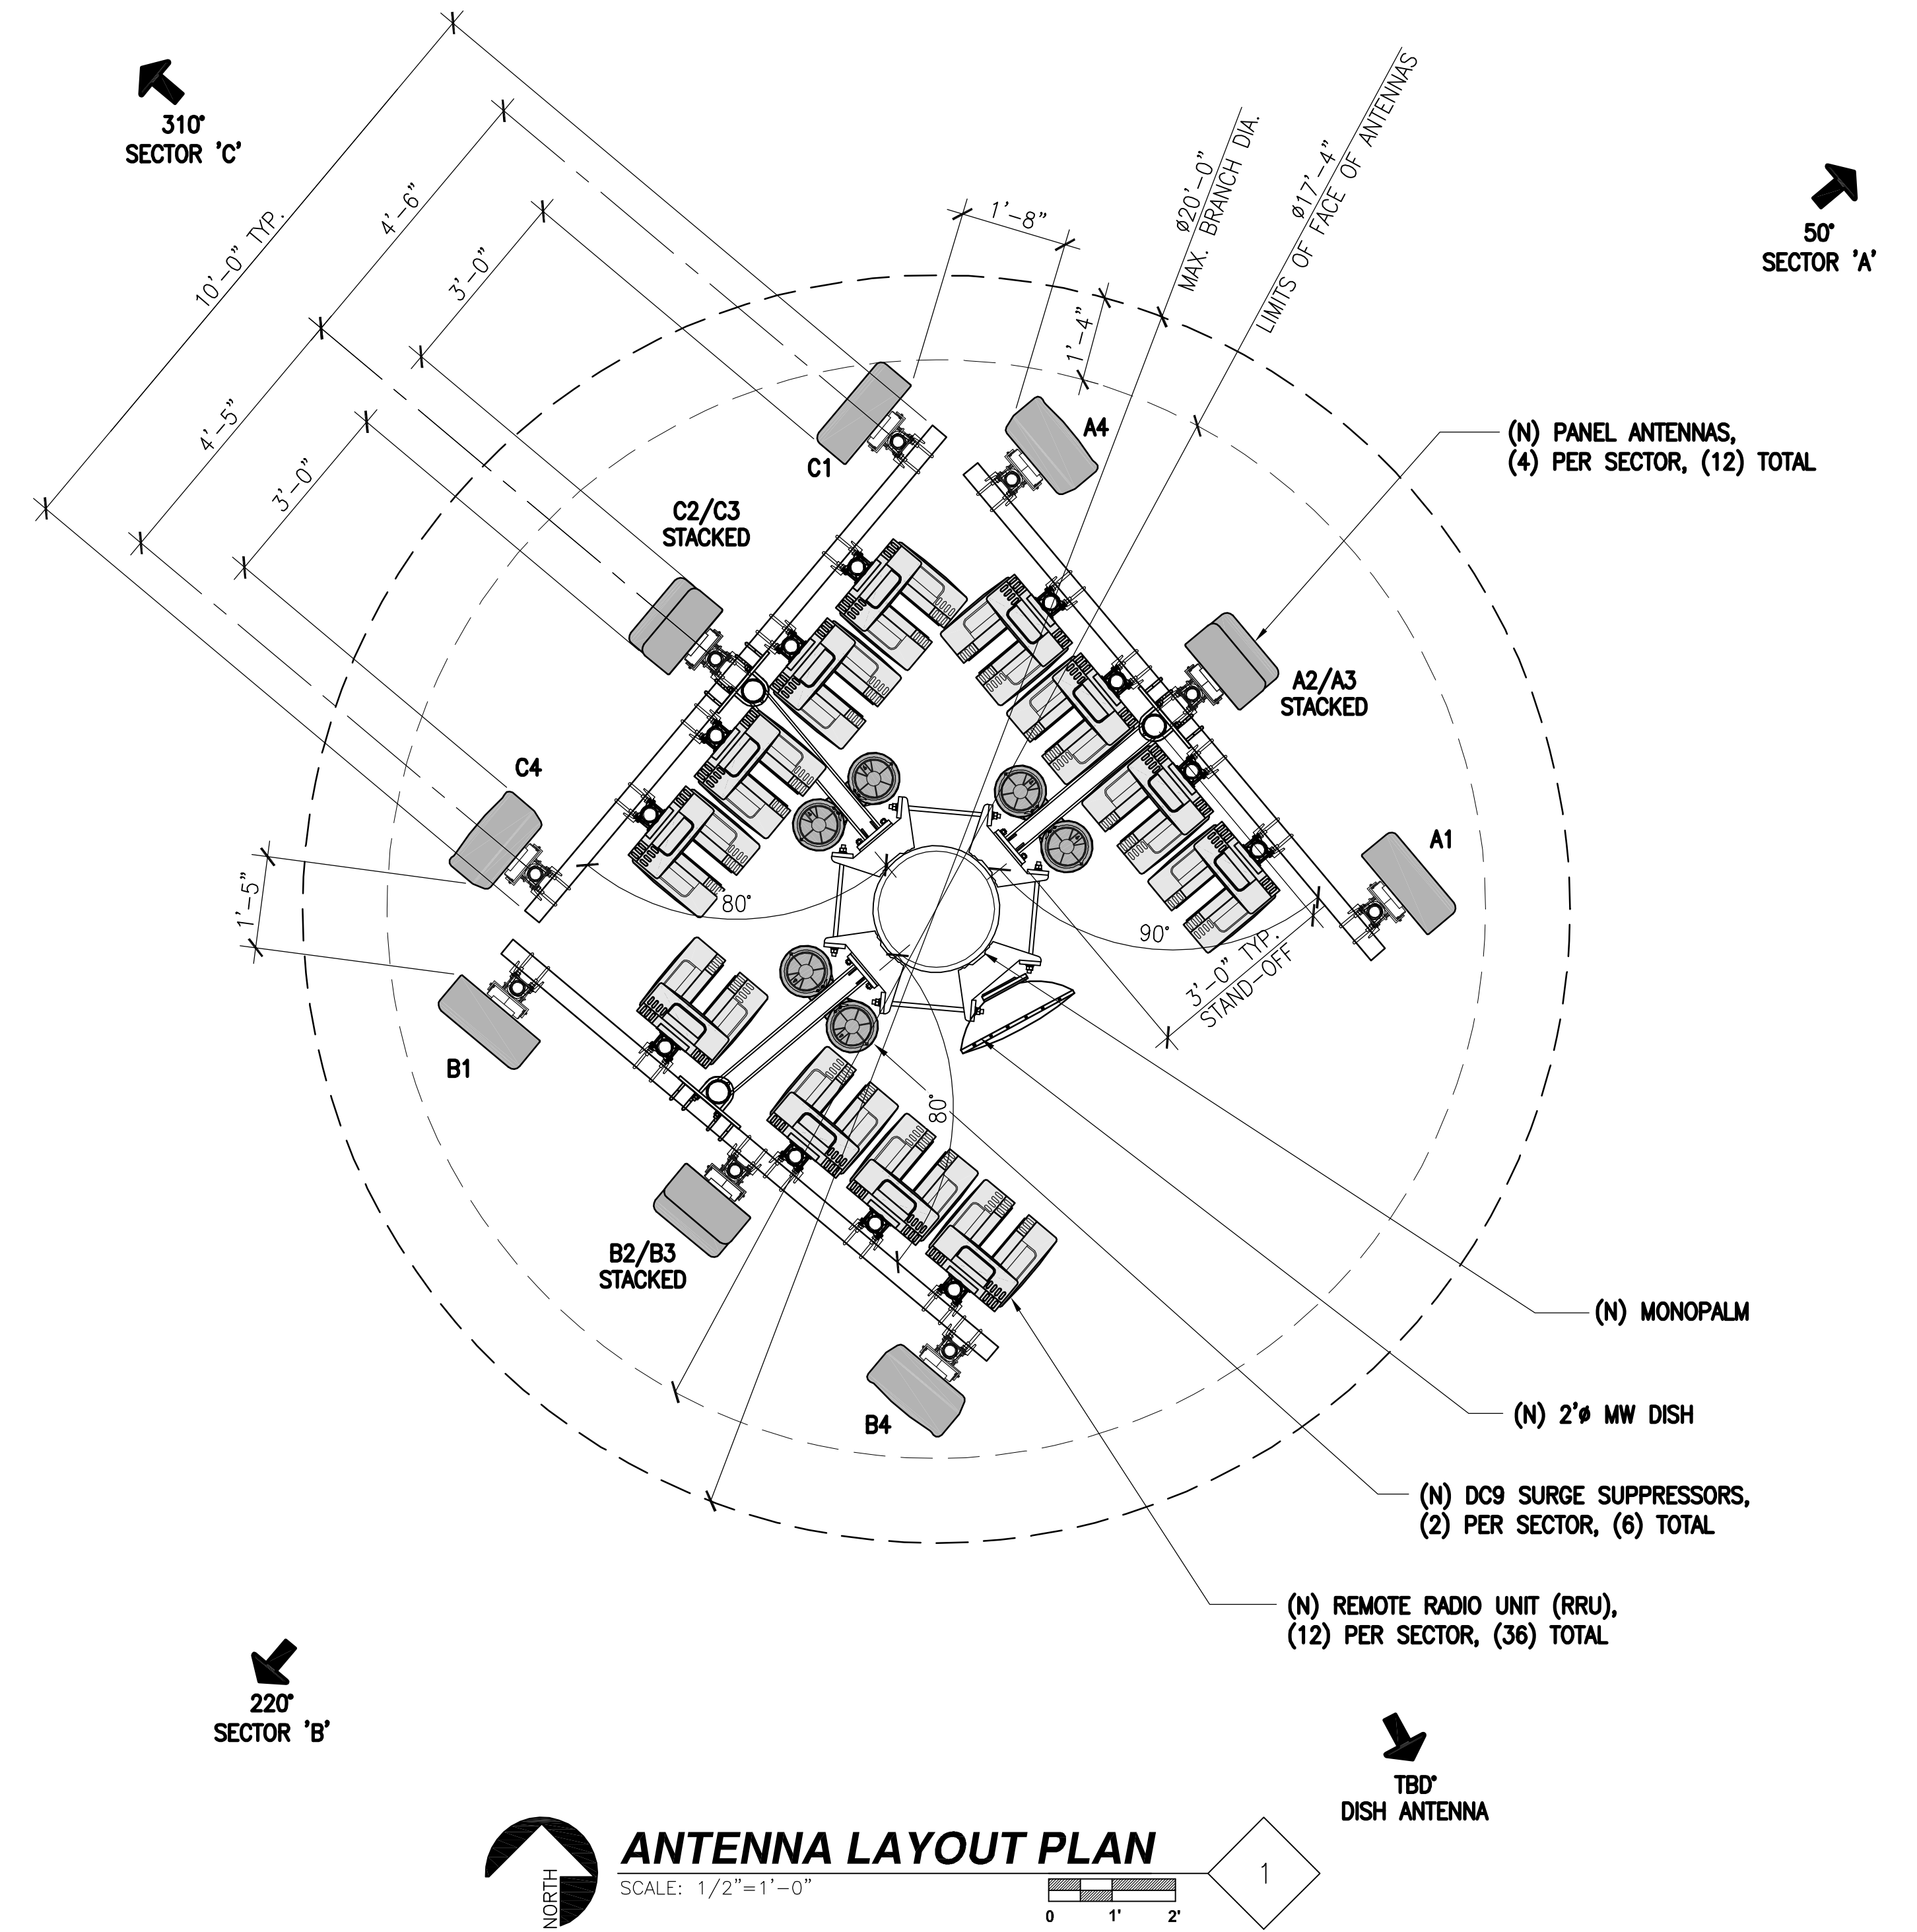 310°
SECTOR 'C'
50°
SECTOR 'A'
10'-0" TYP.
4'-6"
3'-0"
4'-5"
3'-0"
1'-8"
1'-4"
ø20'-0"
MAX. BRANCH DIA.
ø17'-4"
LIMITS OF FACE OF ANTENNAS
C1
A4
(N) PANEL ANTENNAS,
(4) PER SECTOR, (12) TOTAL
C2/C3
STACKED
A2/A3
STACKED
C4
A1
1'-5"
80°
90°
3'-0" TYP.
STAND-OFF
B1
80°
B2/B3
STACKED
B4
(N) MONOPALM
(N) 2'ø MW DISH
(N) DC9 SURGE SUPPRESSORS,
(2) PER SECTOR, (6) TOTAL
(N) REMOTE RADIO UNIT (RRU),
(12) PER SECTOR, (36) TOTAL
220°
SECTOR 'B'
TBD°
DISH ANTENNA
NORTH
ANTENNA LAYOUT PLAN
SCALE: 1/2"=1'-0"
0 1' 2'
1